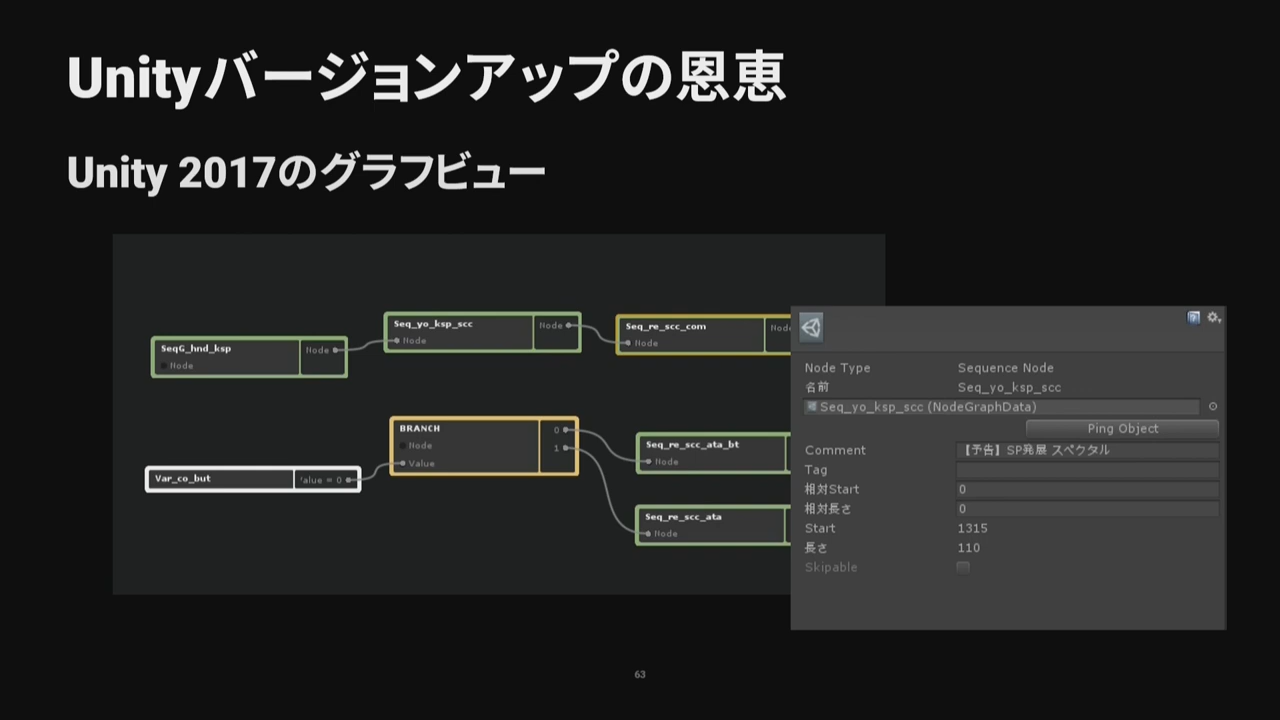 Unityバージョンアップの恩恵
Unity 2017のグラフビュー
SeqG_hnd_ksp
Node
Node
Seq_yo_ksp_scc
Node
Node
Seq_re_scc_com
Node
Node
BRANCH
Node
Value
0
1
Var_co_but
alue = 0
Seq_re_scc_ata_bt
Node
Seq_re_scc_ata
Node
Node Type Sequence Node
名前 Seq_yo_ksp_scc
Seq_yo_ksp_scc (NodeGraphData)
Ping Object
Comment 【予告】SP発展 スペクタル
Tag
相対Start 0
相対長さ 0
Start 1315
長さ 110
Skipable
63